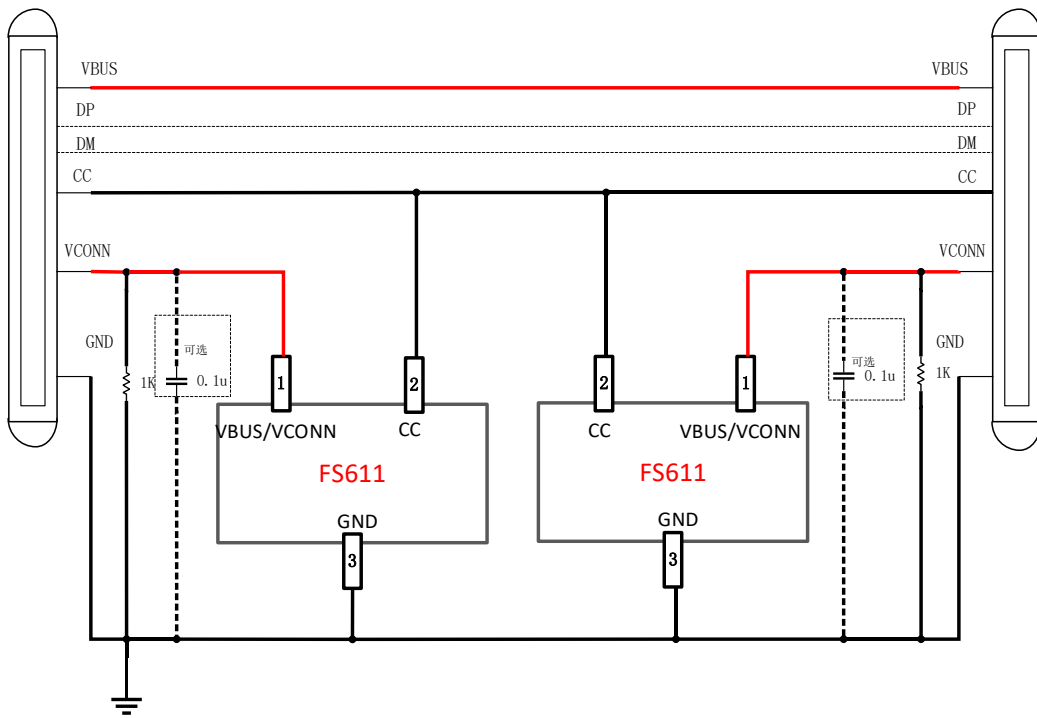 VBUS
VBUS
DP
DP
DM
DM
CC
CC
VCONN
VCONN
GND
GND
可选
可选
1K
0.1u
0.1u
1K
1
2
2
1
VBUS/VCONN
CC
CC
VBUS/VCONN
FS611
FS611
GND
GND
3
3